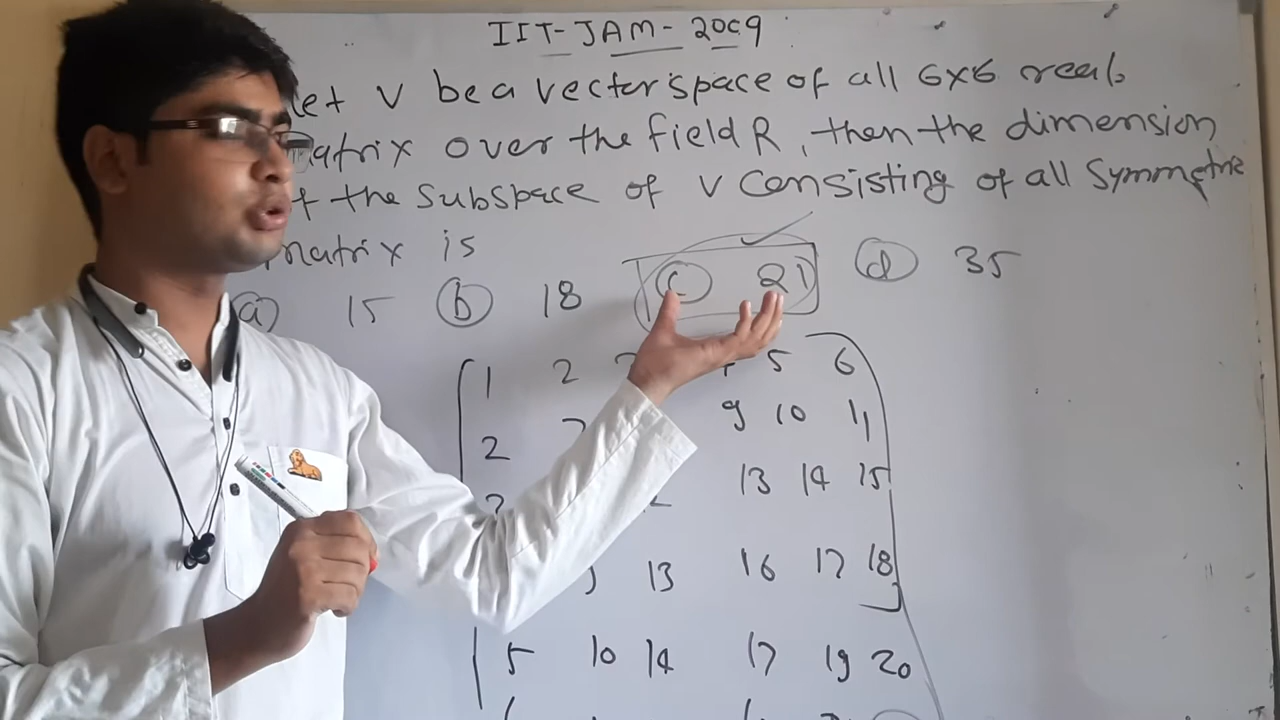 IIT-JAM-2009
let V be a vector space of all 6x6 real
matrix over the field R, then the dimension
of the subspace of V Consisting of all Symmetric
matrix is
(a) 15 (b) 18 (c) 21 (d) 35
1 2 5 6
2 9 10 11
13 14 15
13 16 17 18
5 10 14 17 19 20